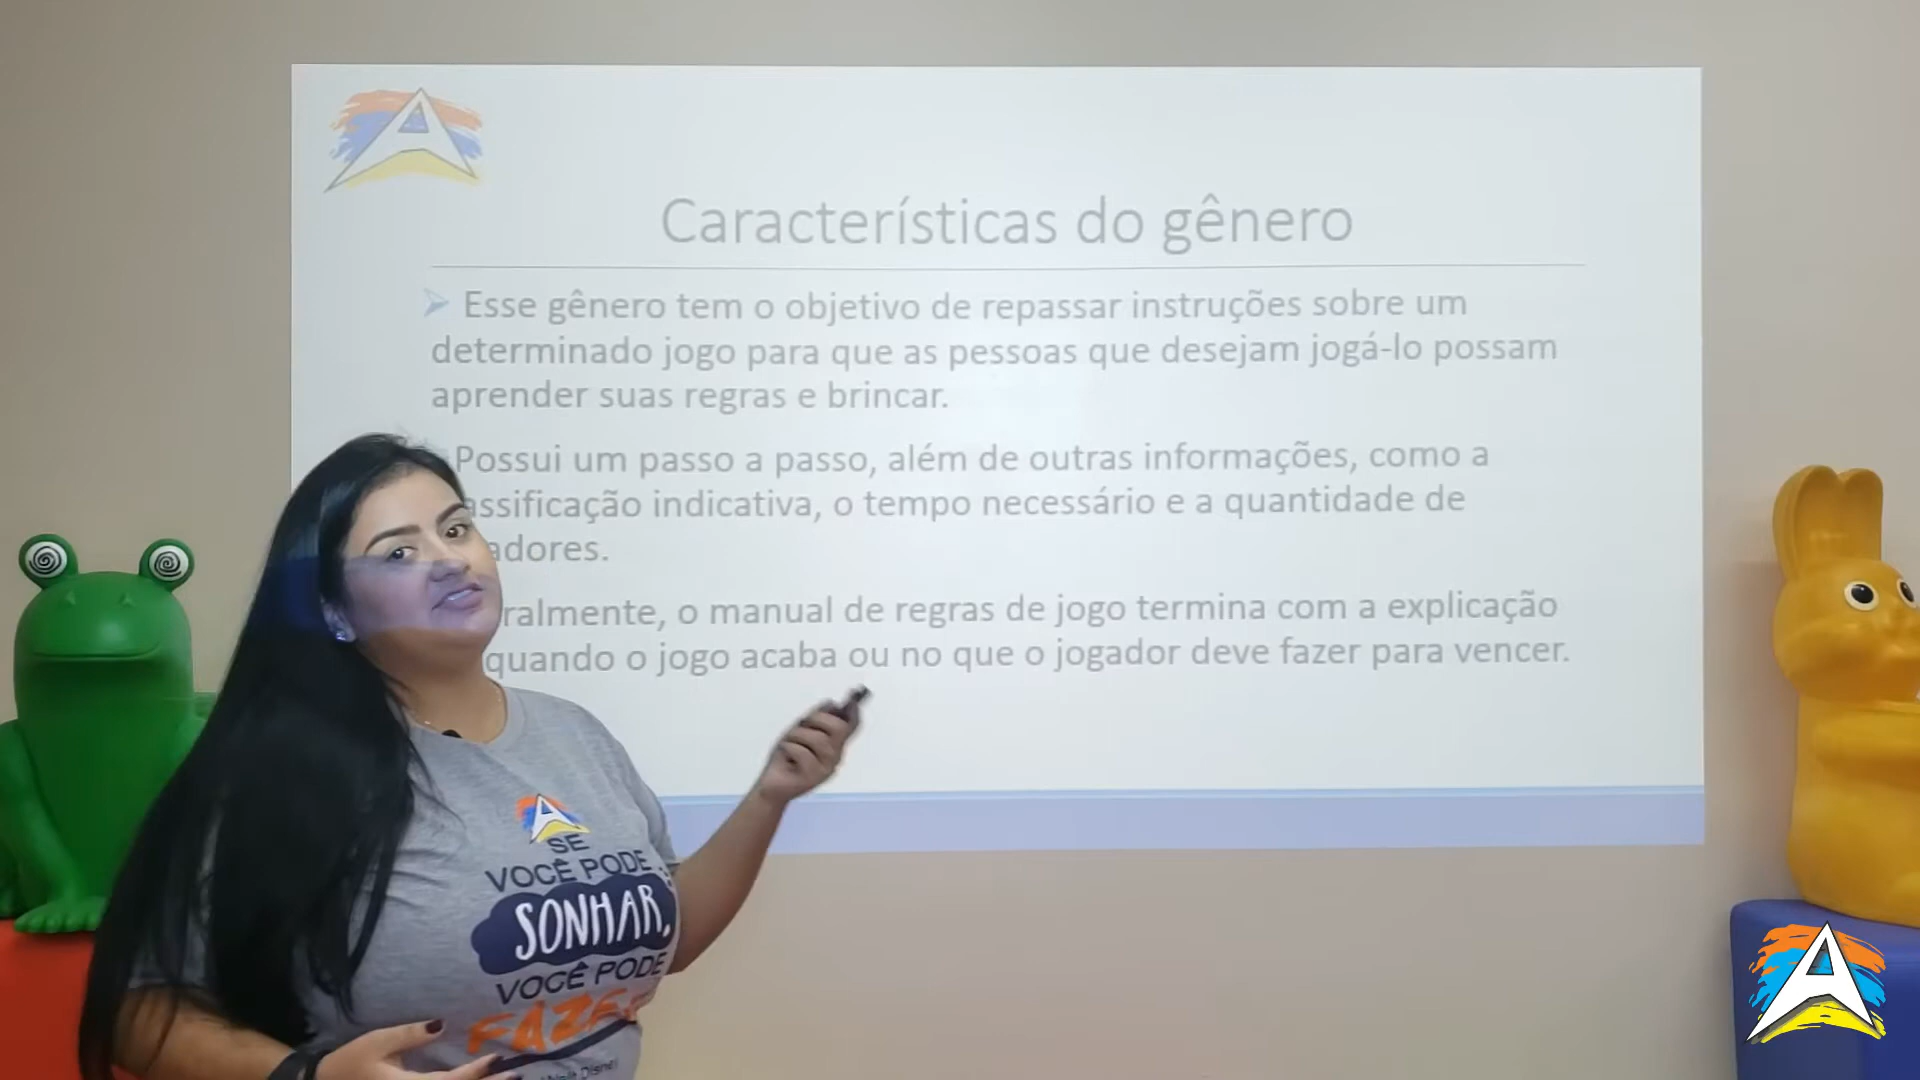 Características do gênero
Esse gênero tem o objetivo de repassar instruções sobre um
determinado jogo para que as pessoas que desejam jogá-lo possam
aprender suas regras e brincar.
Possui um passo a passo, além de outras informações, como a
assificação indicativa, o tempo necessário e a quantidade de
adores.
ralmente, o manual de regras de jogo termina com a explicação
quando o jogo acaba ou no que o jogador deve fazer para vencer.
A
SE
VOCÊ PODE
SONHAR,
VOCÊ PODE
FAZER
Walt Disney
A
A